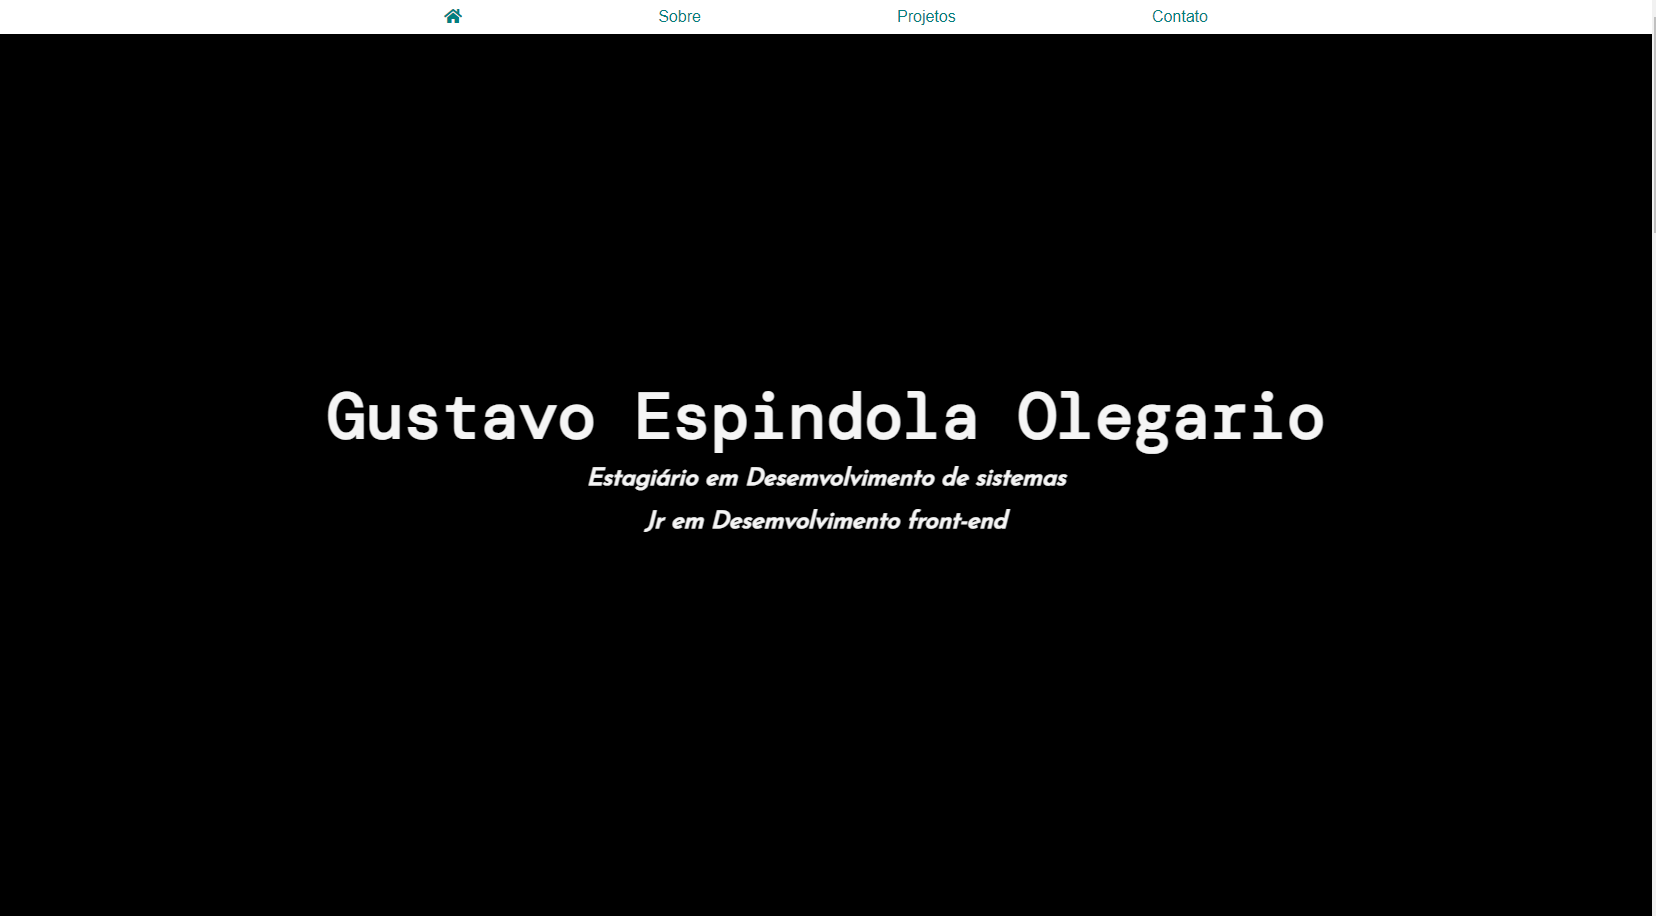 Sobre Projetos Contato
Gustavo Espindola Olegario
Estagiário em Desemvolvimento de sistemas
Jr em Desemvolvimento front-end